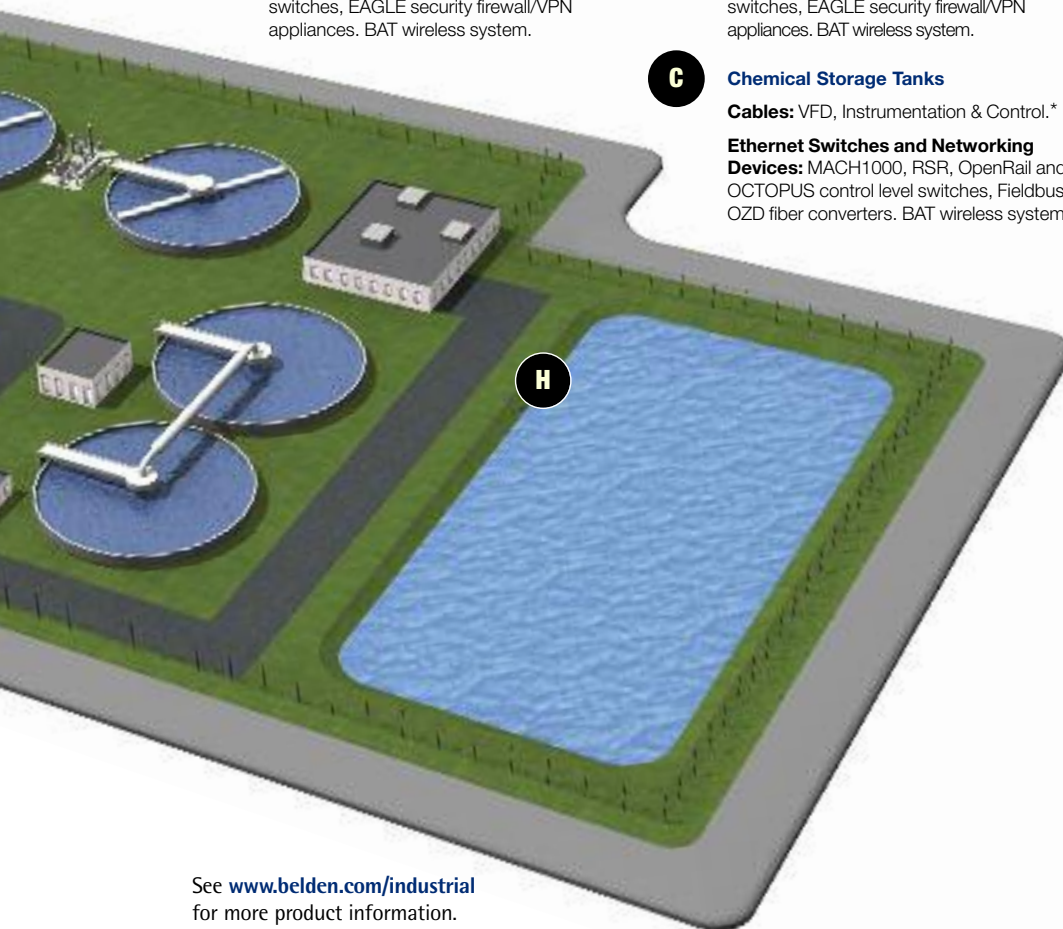 switches, EAGLE security firewall/VPN
appliances. BAT wireless system.
switches, EAGLE security firewall/VPN
appliances. BAT wireless system.
C
Chemical Storage Tanks
Cables: VFD, Instrumentation & Control.*
Ethernet Switches and Networking
Devices: MACH1000, RSR, OpenRail and
OCTOPUS control level switches, Fieldbus
OZD fiber converters. BAT wireless system
H
See www.belden.com/industrial
for more product information.